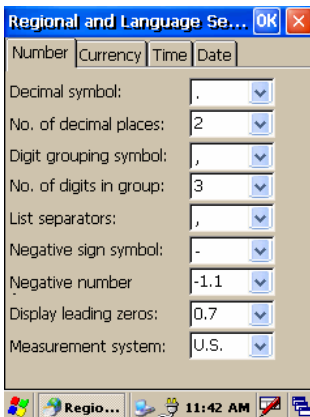 Regional and Language Se... OK
Number Currency Time Date
Decimal symbol: .
No. of decimal places: 2
Digit grouping symbol: ,
No. of digits in group: 3
List separators: ,
Negative sign symbol: -
Negative number -1.1
Display leading zeros: 0.7
Measurement system: U.S.
Regio... 11:42 AM